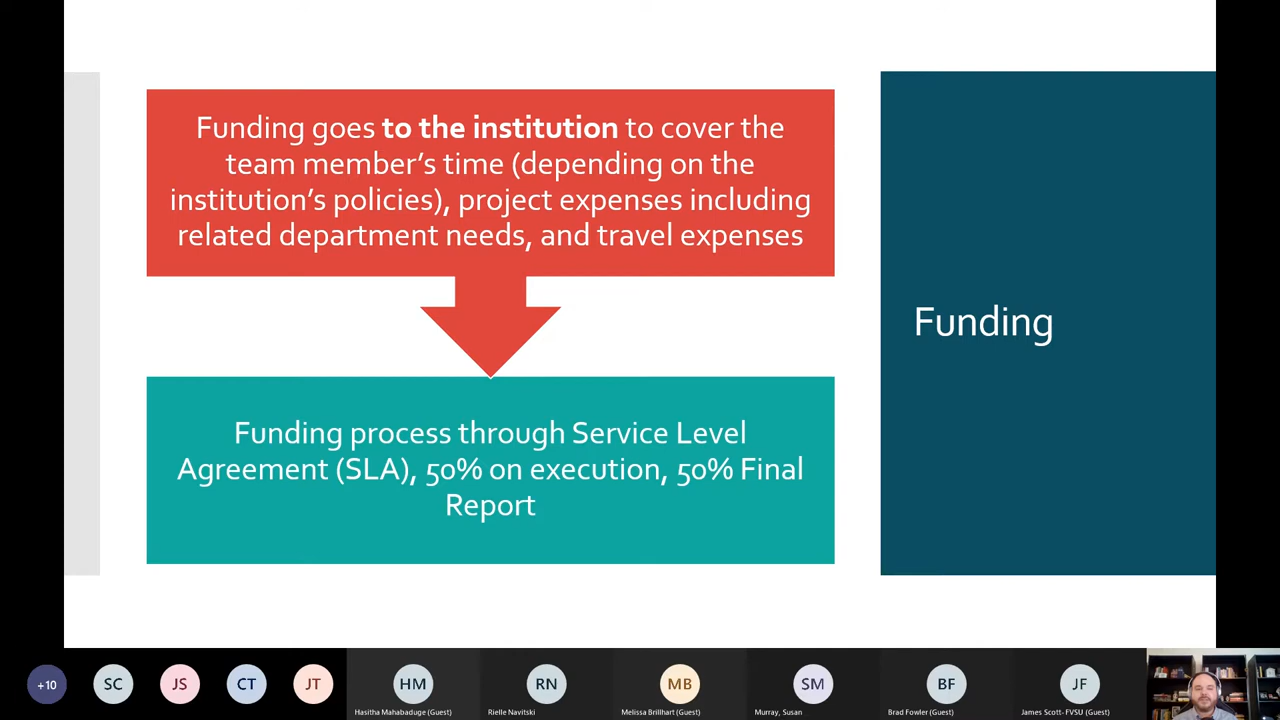 Funding goes to the institution to cover the
team member's time (depending on the
institution's policies), project expenses including
related department needs, and travel expenses
Funding process through Service Level
Agreement (SLA), 50% on execution, 50% Final
Report
Funding
+10
SC
JS
CT
JT
HM
Hasitha Mahabaduge (Guest)
RN
Rielle Navitski
MB
Melissa Brillhart (Guest)
SM
Murray, Susan
BF
Brad Fowler (Guest)
JF
James Scott- FVSU (Guest)